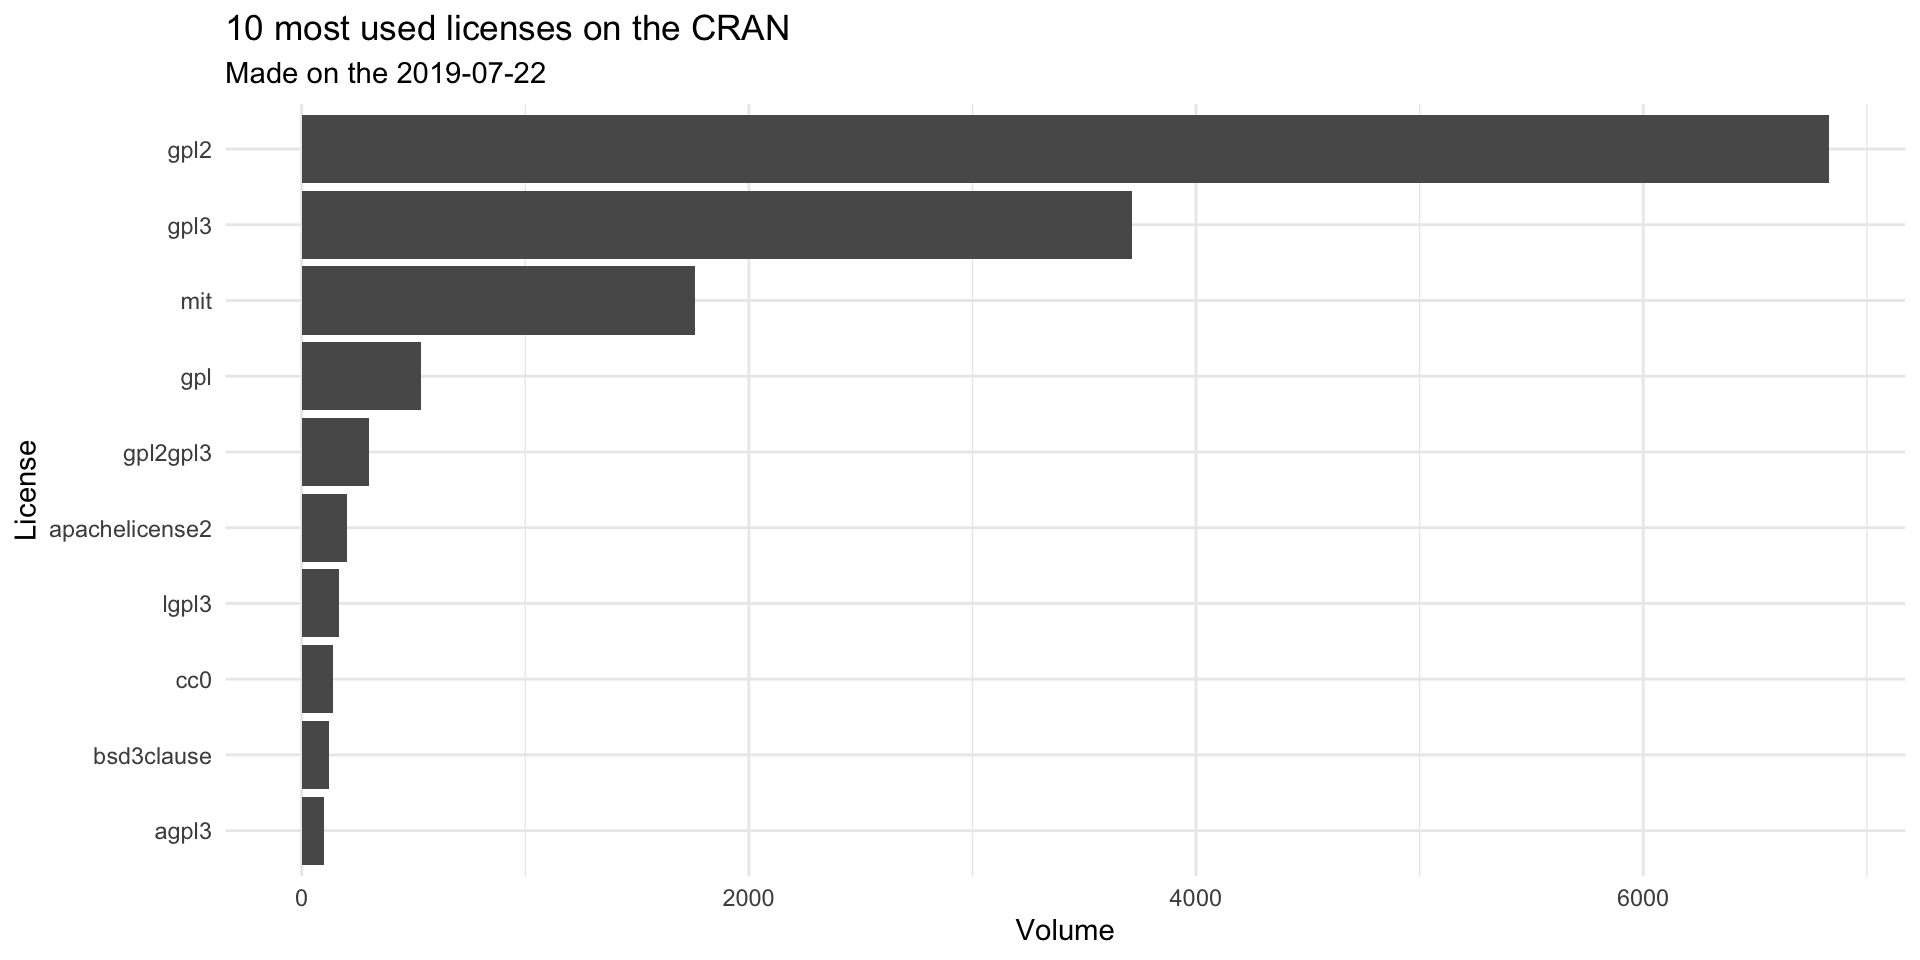 10 most used licenses on the CRAN
Made on the 2019-07-22
License
gpl2
gpl3
mit
gpl
gpl2gpl3
apachelicense2
lgpl3
cc0
bsd3clause
agpl3
0 2000 4000 6000
Volume